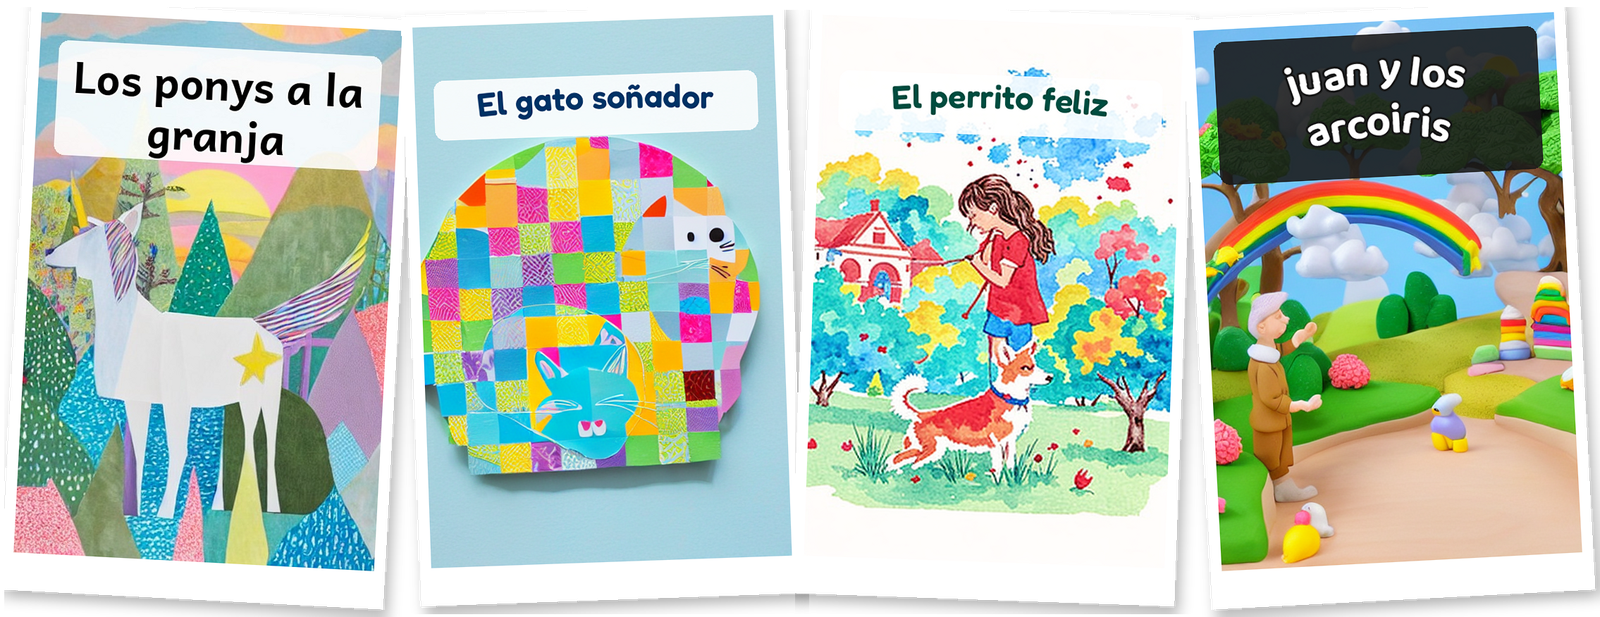 Los ponys a la
granja
El gato soñador
El perrito feliz
juan y los
arcoiris